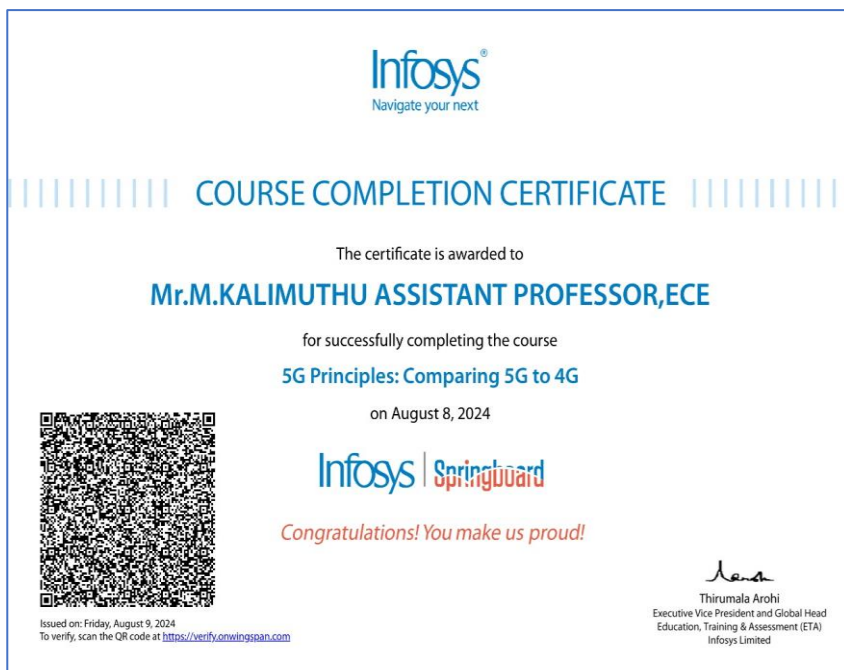 Infosys®
Navigate your next
COURSE COMPLETION CERTIFICATE
The certificate is awarded to
Mr.M.KALIMUTHU ASSISTANT PROFESSOR,ECE
for successfully completing the course
5G Principles: Comparing 5G to 4G
on August 8, 2024
Infosys | Springboard
Congratulations! You make us proud!
Issued on: Friday, August 9, 2024
To verify, scan the QR code at https://verify.onwingspan.com
Thirumala Arohi
Executive Vice President and Global Head
Education, Training & Assessment (ETA)
Infosys Limited